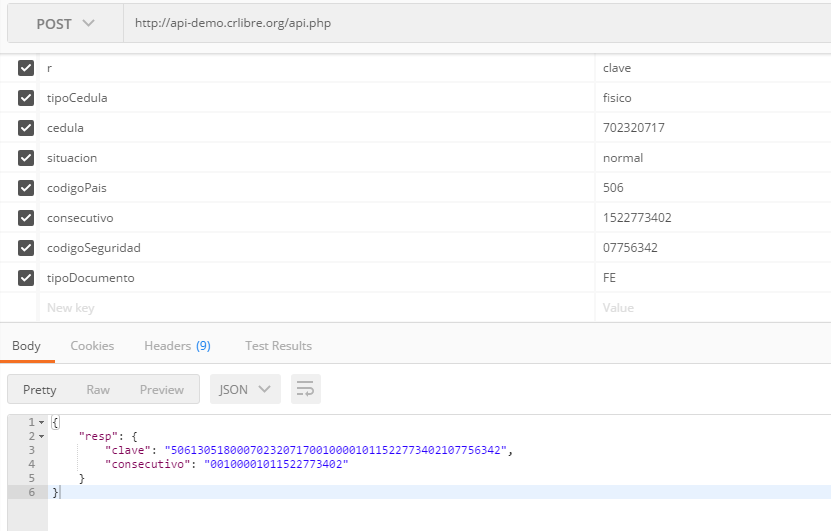 POST http://api-demo.crlibre.org/api.php
r clave
tipoCedula fisico
cedula 702320717
situacion normal
codigoPais 506
consecutivo 1522773402
codigoSeguridad 07756342
tipoDocumento FE
New key Value
Body Cookies Headers (9) Test Results
Pretty Raw Preview JSON
1 {
2 "resp": {
3 "clave": "50613051800070232071700100001011522773402107756342",
4 "consecutivo": "00100001011522773402"
5 }
6 }